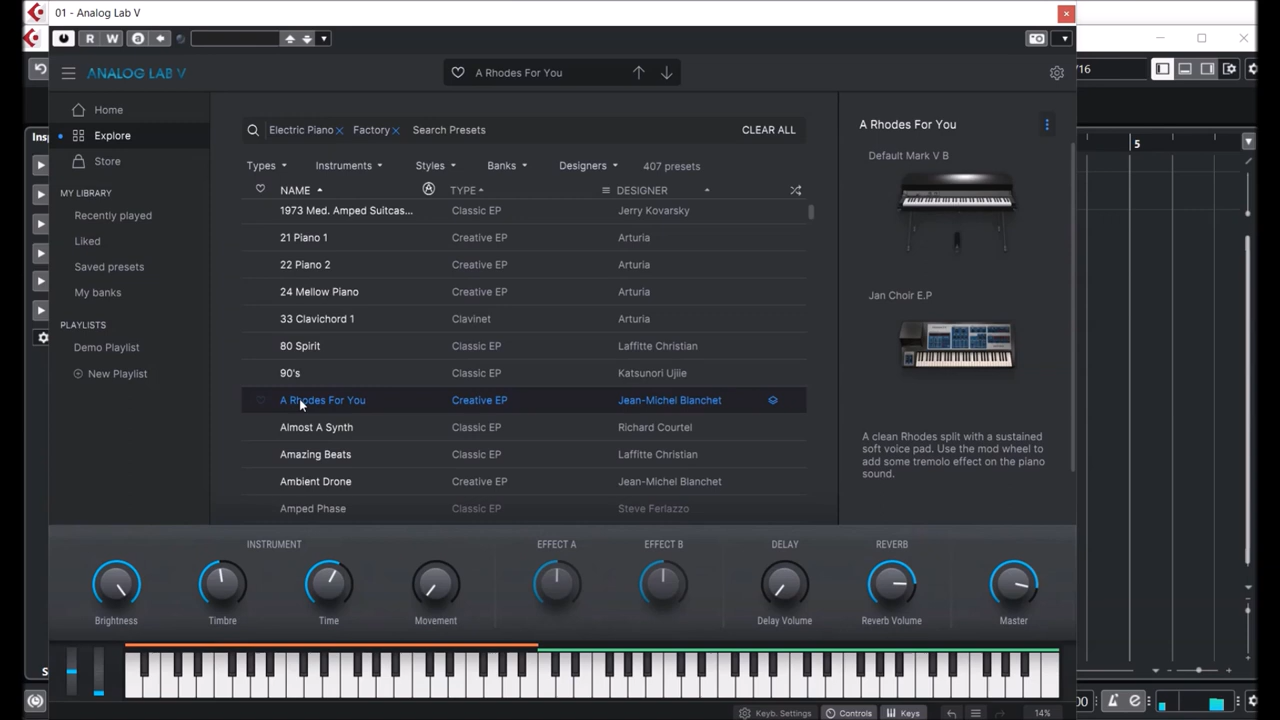 01 - Analog Lab V
R W a
ANALOG LAB V
A Rhodes For You
/16
Home
Explore
Store
MY LIBRARY
Recently played
Liked
Saved presets
My banks
PLAYLISTS
Demo Playlist
New Playlist
Electric Piano Factory Search Presets CLEAR ALL
Types Instruments Styles Banks Designers 407 presets
NAME TYPE DESIGNER
1973 Med. Amped Suitcas... Classic EP Jerry Kovarsky
21 Piano 1 Creative EP Arturia
22 Piano 2 Creative EP Arturia
24 Mellow Piano Creative EP Arturia
33 Clavichord 1 Clavinet Arturia
80 Spirit Classic EP Laffitte Christian
90's Classic EP Katsunori Ujiie
A Rhodes For You Creative EP Jean-Michel Blanchet
Almost A Synth Classic EP Richard Courtel
Amazing Beats Classic EP Laffitte Christian
Ambient Drone Creative EP Jean-Michel Blanchet
Amped Phase Classic EP Steve Ferlazzo
A Rhodes For You
Default Mark V B
Jan Choir E.P
A clean Rhodes split with a sustained
soft voice pad. Use the mod wheel to
add some tremolo effect on the piano
sound.
Insp
5
INSTRUMENT EFFECT A EFFECT B DELAY REVERB
Brightness Timbre Time Movement Delay Volume Reverb Volume Master
S
Keyb. Settings Controls Keys 14%
00